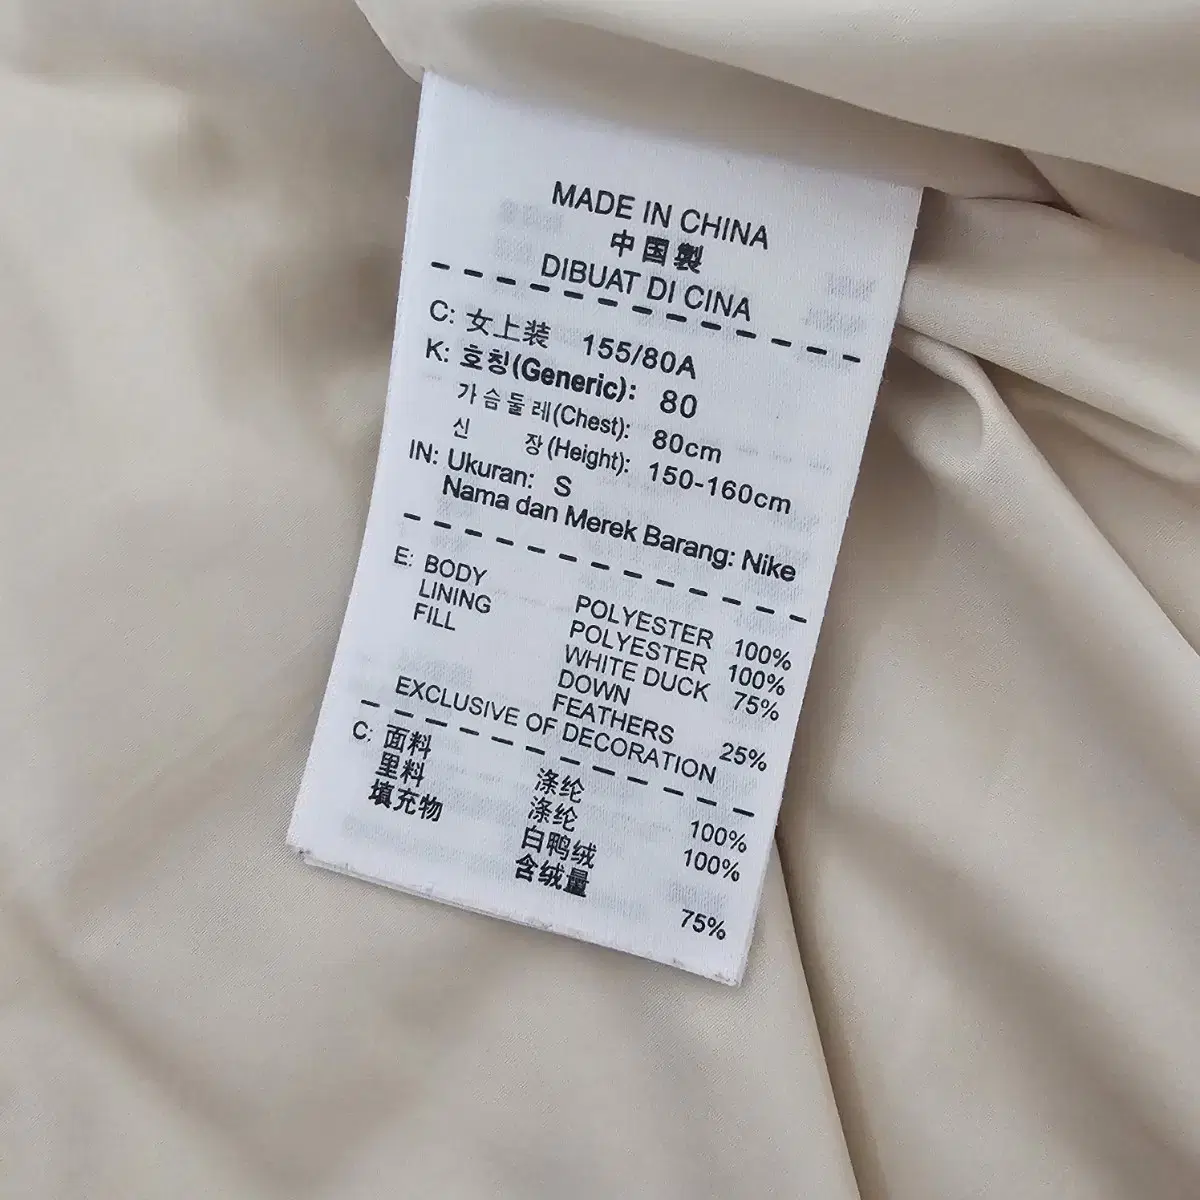 MADE IN CHINA
中国製
DIBUAT DI CINA
C: 女上装 155/80A
K: 호칭(Generic): 80
가슴둘레(Chest): 80cm
신 장(Height): 150-160cm
IN: Ukuran: S
Nama dan Merek Barang: Nike
E: BODY POLYESTER 100%
LINING POLYESTER 100%
FILL WHITE DUCK 75%
DOWN
FEATHERS 25%
EXCLUSIVE OF DECORATION
C: 面料 涤纶 100%
里料 涤纶 100%
填充物 白鸭绒
含绒量 75%